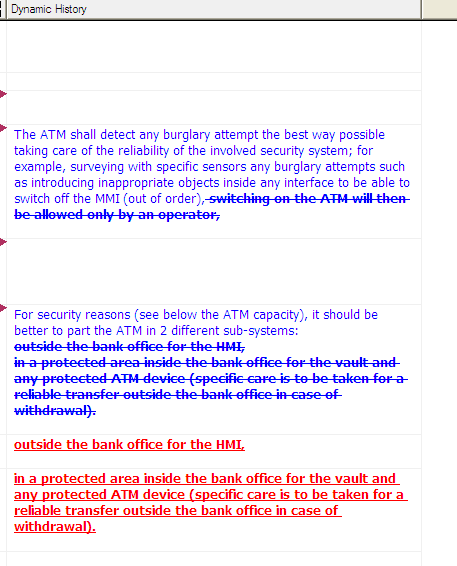 Dynamic History
The ATM shall detect any burglary attempt the best way possible
taking care of the reliability of the involved security system; for
example, surveying with specific sensors any burglary attempts such
as introducing inappropriate objects inside any interface to be able to
switch off the MMI (out of order), switching on the ATM will then
be allowed only by an operator,
For security reasons (see below the ATM capacity), it should be
better to part the ATM in 2 different sub-systems:
outside the bank office for the HMI,
in a protected area inside the bank office for the vault and
any protected ATM device (specific care is to be taken for a
reliable transfer outside the bank office in case of
withdrawal).
outside the bank office for the HMI,
in a protected area inside the bank office for the vault and
any protected ATM device (specific care is to be taken for a
reliable transfer outside the bank office in case of
withdrawal).